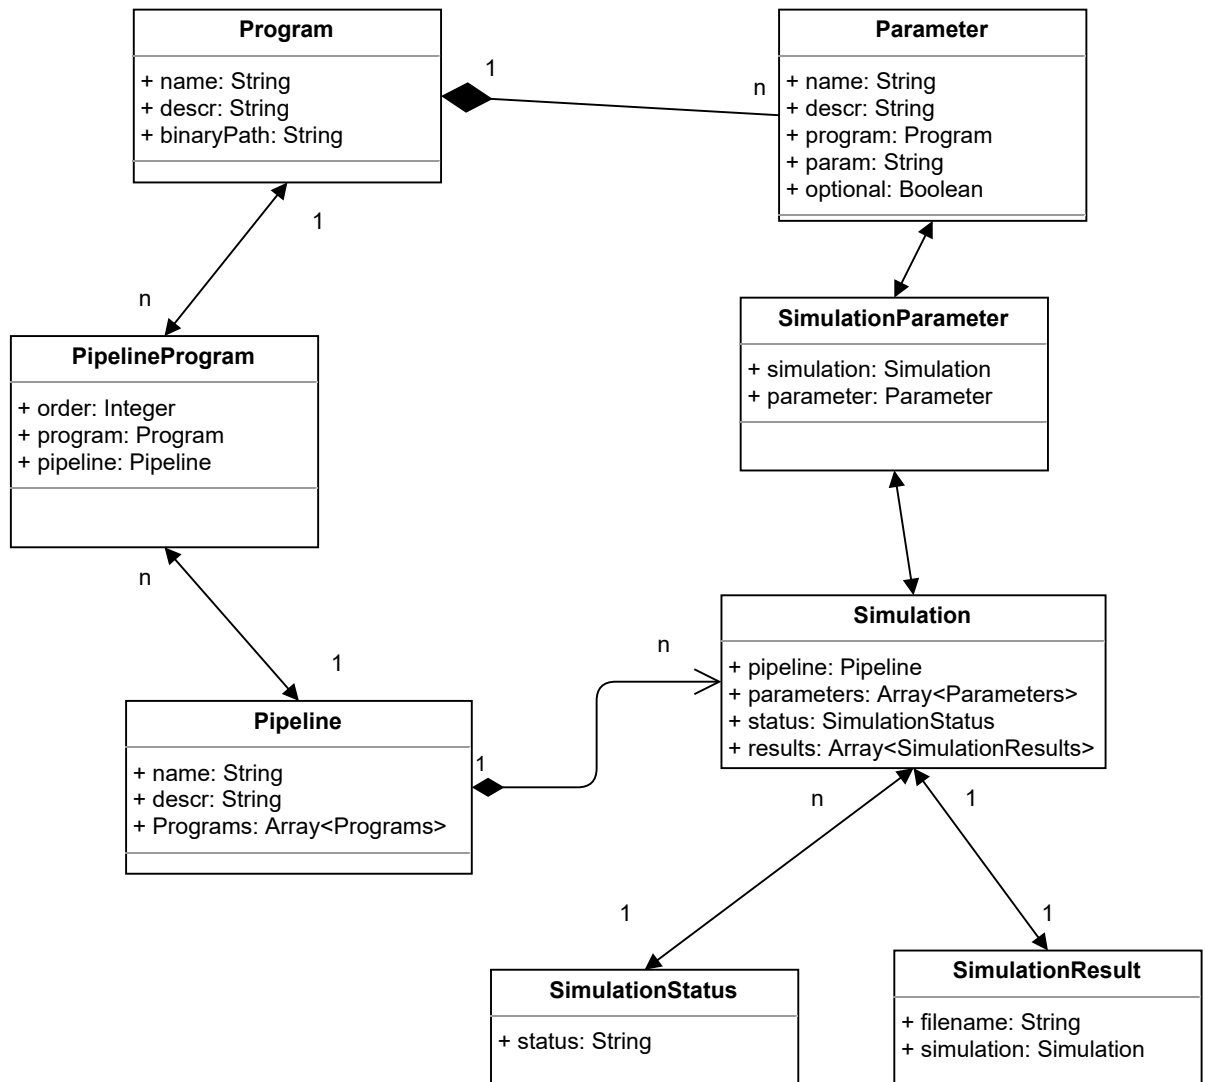 Program
+ name: String
+ descr: String
+ binaryPath: String
1
n
Parameter
+ name: String
+ descr: String
+ program: Program
+ param: String
+ optional: Boolean
1
n
PipelineProgram
+ order: Integer
+ program: Program
+ pipeline: Pipeline
SimulationParameter
+ simulation: Simulation
+ parameter: Parameter
n
1
Pipeline
+ name: String
+ descr: String
+ Programs: Array<Programs>
1
n
Simulation
+ pipeline: Pipeline
+ parameters: Array<Parameters>
+ status: SimulationStatus
+ results: Array<SimulationResults>
n
1
1
1
SimulationStatus
+ status: String
SimulationResult
+ filename: String
+ simulation: Simulation